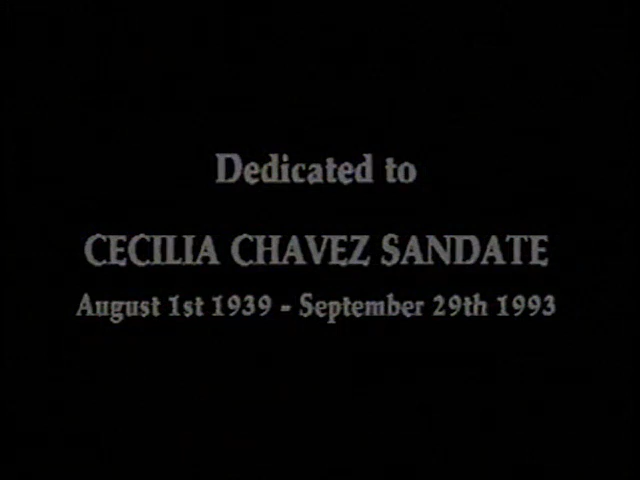 Dedicated to
CECILIA CHAVEZ SANDATE
August 1st 1939 - September 29th 1993